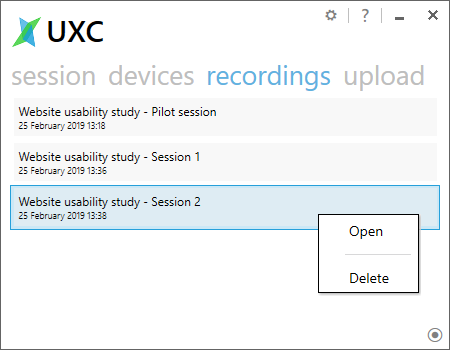 ?
UXC
session devices recordings upload
Website usability study - Pilot session
25 February 2019 13:18
Website usability study - Session 1
25 February 2019 13:36
Website usability study - Session 2
25 February 2019 13:38
Open
Delete